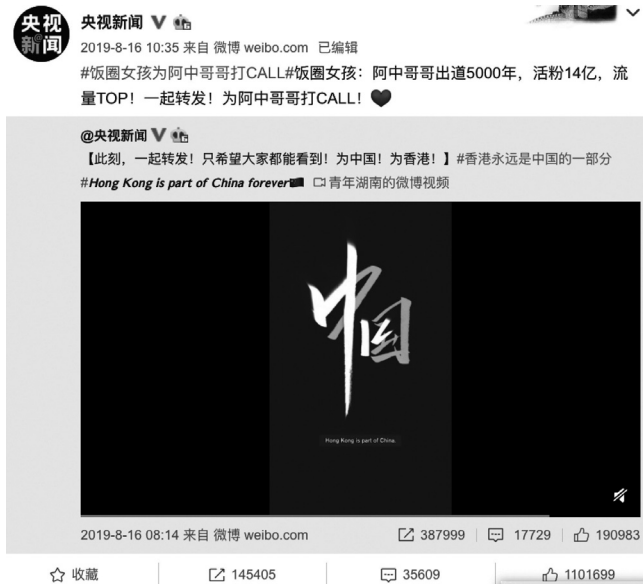 央视新闻
央视
新@闻
2019-8-16 10:35 来自 微博 weibo.com 已编辑
#饭圈女孩为阿中哥哥打CALL#饭圈女孩：阿中哥哥出道5000年，活粉14亿，流
量TOP！一起转发！为阿中哥哥打CALL！
@央视新闻
【此刻，一起转发！只希望大家都能看到！为中国！为香港！】#香港永远是中国的一部分
#Hong Kong is part of China forever 青年湖南的微博视频
中国
Hong Kong is part of China.
2019-8-16 08:14 来自 微博 weibo.com 387999 17729 190983
收藏 145405 35609 1101699